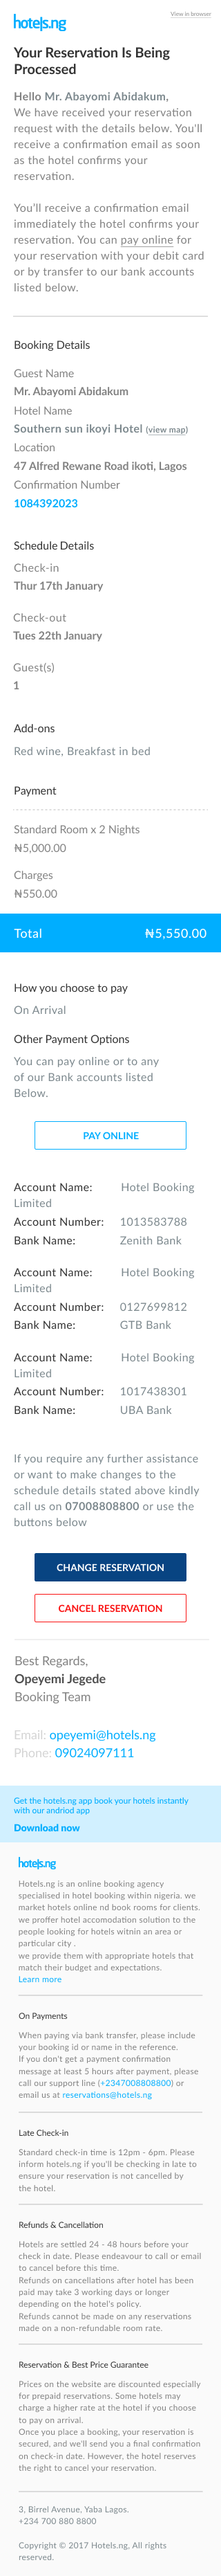 hotels.ng
View in browser
Your Reservation Is Being
Processed
Hello Mr. Abayomi Abidakum,
We have received your reservation
request with the details below. You'll
receive a confirmation email as soon
as the hotel confirms your
reservation.
You'll receive a confirmation email
immediately the hotel confirms your
reservation. You can pay online for
your reservation with your debit card
or by transfer to our bank accounts
listed below.
Booking Details
Guest Name
Mr. Abayomi Abidakum
Hotel Name
Southern sun ikoyi Hotel (view map)
Location
47 Alfred Rewane Road ikoti, Lagos
Confirmation Number
1084392023
Schedule Details
Check-in
Thur 17th January
Check-out
Tues 22th January
Guest(s)
1
Add-ons
Red wine, Breakfast in bed
Payment
Standard Room x 2 Nights
₦5,000.00
Charges
₦550.00
Total ₦5,550.00
How you choose to pay
On Arrival
Other Payment Options
You can pay online or to any
of our Bank accounts listed
Below.
PAY ONLINE
Account Name: Hotel Booking
Limited
Account Number: 1013583788
Bank Name: Zenith Bank
Account Name: Hotel Booking
Limited
Account Number: 0127699812
Bank Name: GTB Bank
Account Name: Hotel Booking
Limited
Account Number: 1017438301
Bank Name: UBA Bank
If you require any further assistance
or want to make changes to the
schedule details stated above kindly
call us on 07008808800 or use the
buttons below
CHANGE RESERVATION
CANCEL RESERVATION
Best Regards,
Opeyemi Jegede
Booking Team
Email: opeyemi@hotels.ng
Phone: 09024097111
Get the hotels.ng app book your hotels instantly
with our andriod app
Download now
hotels.ng
Hotels.ng is an online booking agency
specialised in hotel booking within nigeria. we
market hotels online nd book rooms for clients.
we proffer hotel accomodation solution to the
people looking for hotels witnin an area or
particular city .
we provide them with appropriate hotels that
match their budget and expectations.
Learn more
On Payments
When paying via bank transfer, please include
your booking id or name in the reference.
If you don't get a payment confirmation
message at least 5 hours after payment, please
call our support line (+2347008808800) or
email us at reservations@hotels.ng
Late Check-in
Standard check-in time is 12pm - 6pm. Please
inform hotels.ng if you'll be checking in late to
ensure your reservation is not cancelled by
the hotel.
Refunds & Cancellation
Hotels are settled 24 - 48 hours before your
check in date. Please endeavour to call or email
to cancel before this time.
Refunds on cancellations after hotel has been
paid may take 3 working days or longer
depending on the hotel's policy.
Refunds cannot be made on any reservations
made on a non-refundable room rate.
Reservation & Best Price Guarantee
Prices on the website are discounted especially
for prepaid reservations. Some hotels may
charge a higher rate at the hotel if you choose
to pay on arrival.
Once you place a booking, your reservation is
secured, and we'll send you a final confirmation
on check-in date. However, the hotel reserves
the right to cancel your reservation.
3, Birrel Avenue, Yaba Lagos.
+234 700 880 8800
Copyright © 2017 Hotels.ng, All rights
reserved.